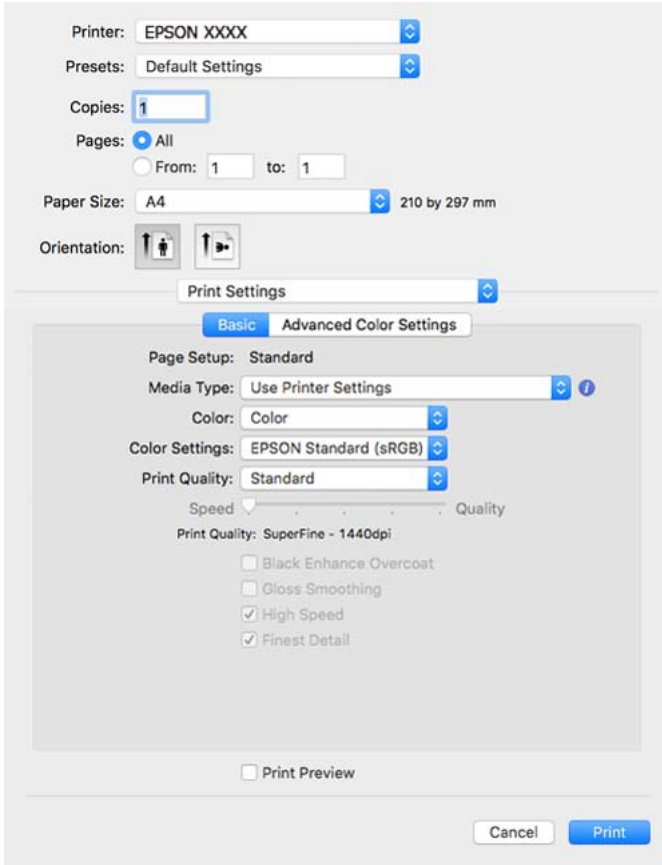 Printer: EPSON XXXX
Presets: Default Settings
Copies: 1
Pages: All
From: 1 to: 1
Paper Size: A4 210 by 297 mm
Orientation:
Print Settings
Basic Advanced Color Settings
Page Setup: Standard
Media Type: Use Printer Settings
Color: Color
Color Settings: EPSON Standard (sRGB)
Print Quality: Standard
Speed Quality
Print Quality: SuperFine - 1440dpi
Black Enhance Overcoat
Gloss Smoothing
High Speed
Finest Detail
Print Preview
Cancel Print